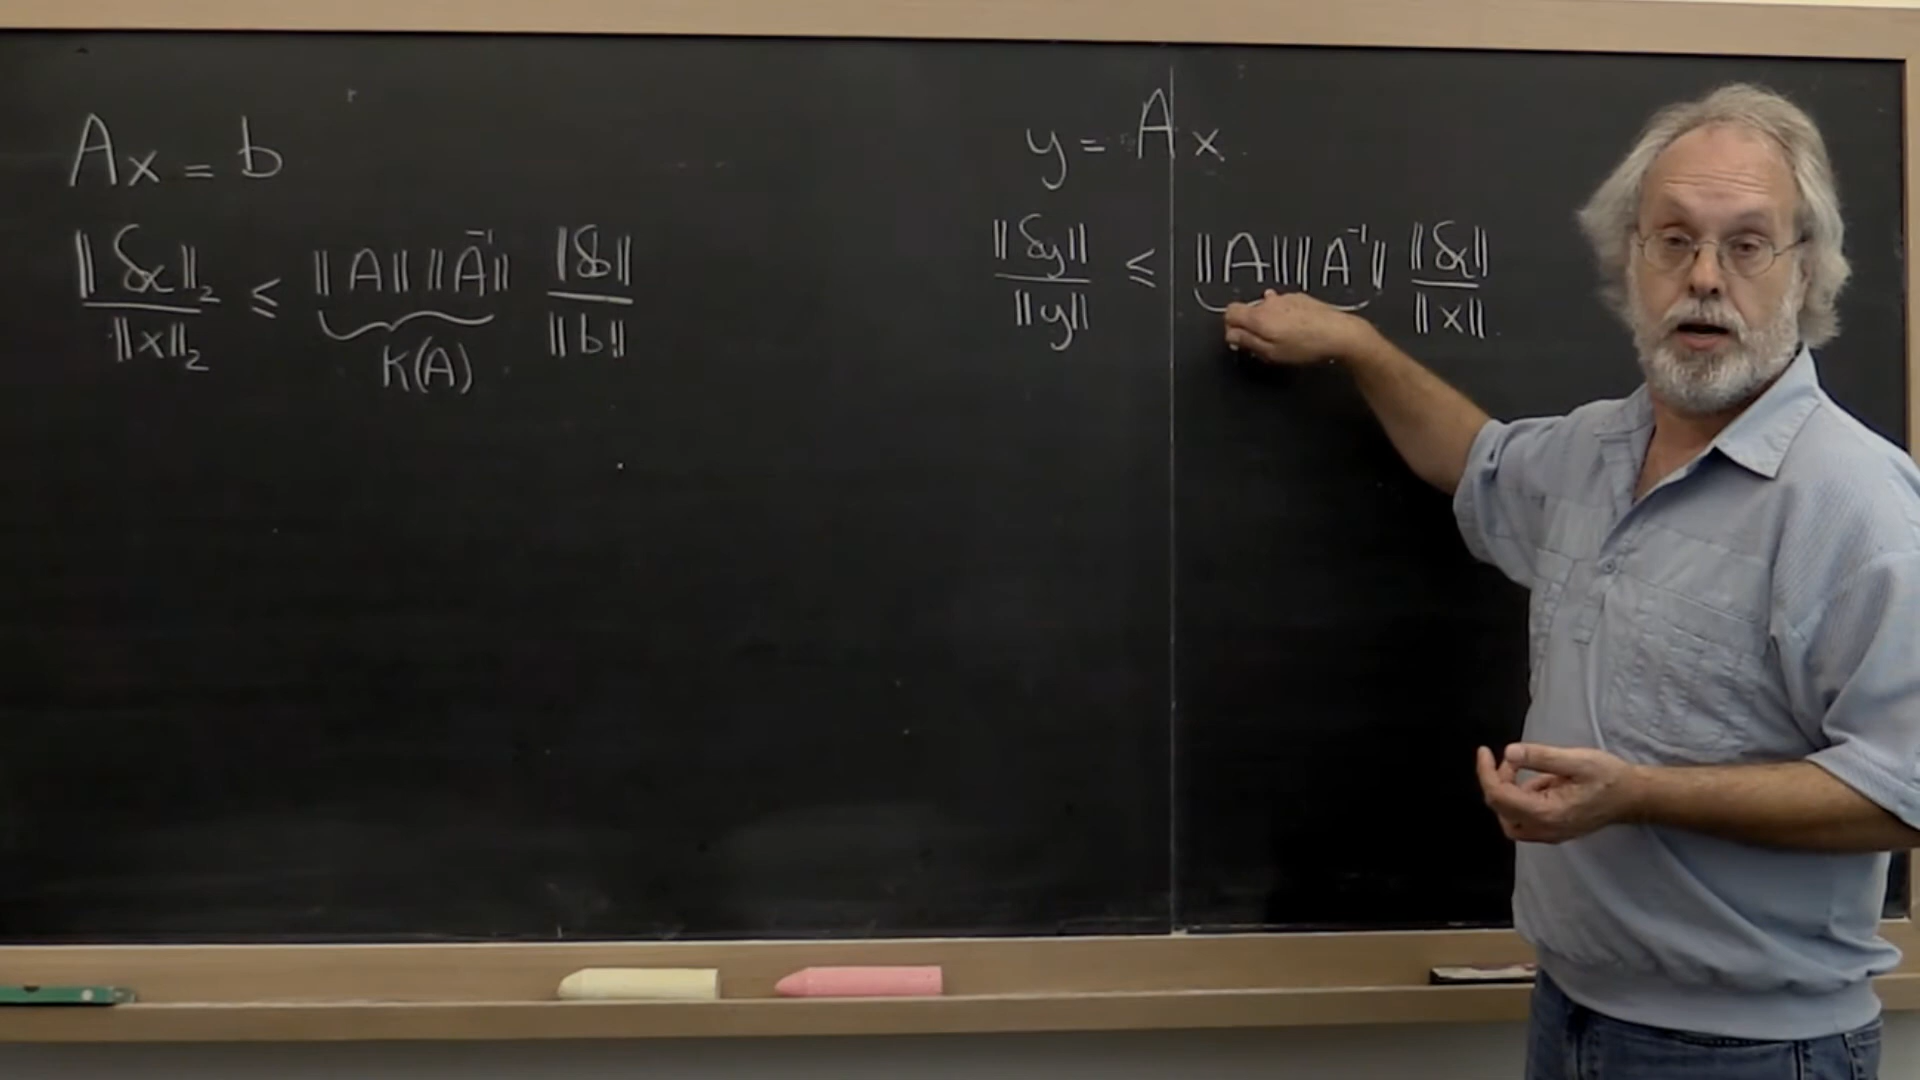 Ax = b
‖δx‖₂ / ‖x‖₂ ≤ ‖A‖ ‖A⁻¹‖ ‖δb‖ / ‖b‖
κ(A)
y = Ax
‖δy‖ / ‖y‖ ≤ ‖A‖ ‖A⁻¹‖ ‖δx‖ / ‖x‖